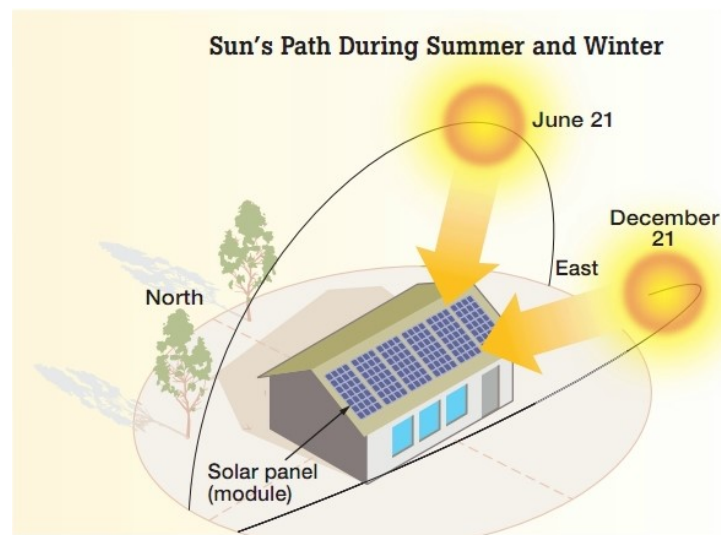 Sun's Path During Summer and Winter
June 21
December
21
East
North
Solar panel
(module)